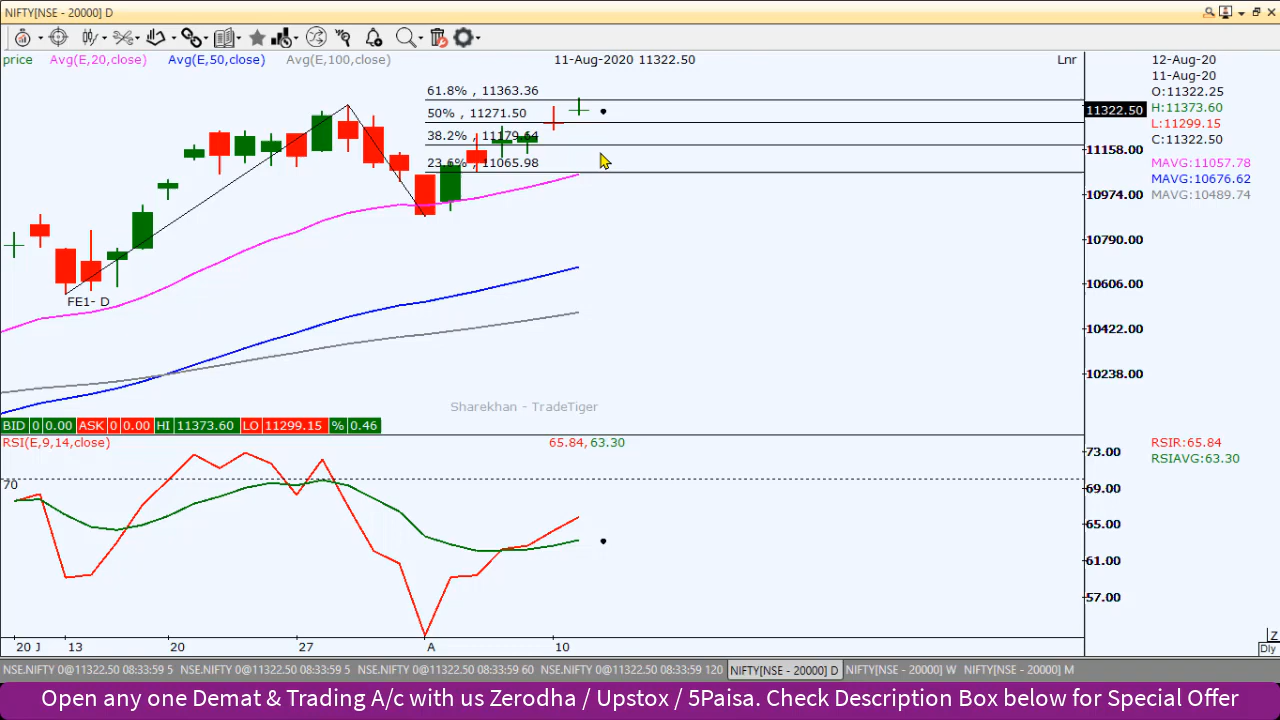 NIFTY[NSE - 20000] D
price Avg(E,20,close) Avg(E,50,close) Avg(E,100,close) 11-Aug-2020 11322.50 Lnr 12-Aug-20
11-Aug-20
61.8% , 11363.36 O:11322.25
11322.50 H:11373.60
50% , 11271.50 L:11299.15
38.2% , 11179.64 C:11322.50
11158.00
23.6% , 11065.98 MAVG:11057.78
MAVG:10676.62
10974.00 MAVG:10489.74
10790.00
10606.00
FE1- D
10422.00
10238.00
Sharekhan - TradeTiger
BID 0 0.00 ASK 0 0.00 HI 11373.60 LO 11299.15 % 0.46
RSI(E,9,14,close) 65.84, 63.30 RSIR:65.84
73.00 RSIAVG:63.30
70
69.00
65.00
61.00
57.00
20 J 13 20 27 A 10 Z
Dly
NSE.NIFTY 0@11322.50 08:33:59 5 NSE.NIFTY 0@11322.50 08:33:59 5 NSE.NIFTY 0@11322.50 08:33:59 60 NSE.NIFTY 0@11322.50 08:33:59 120 NIFTY[NSE - 20000] D NIFTY[NSE - 20000] W NIFTY[NSE - 20000] M
Open any one Demat & Trading A/c with us Zerodha / Upstox / 5Paisa. Check Description Box below for Special Offer